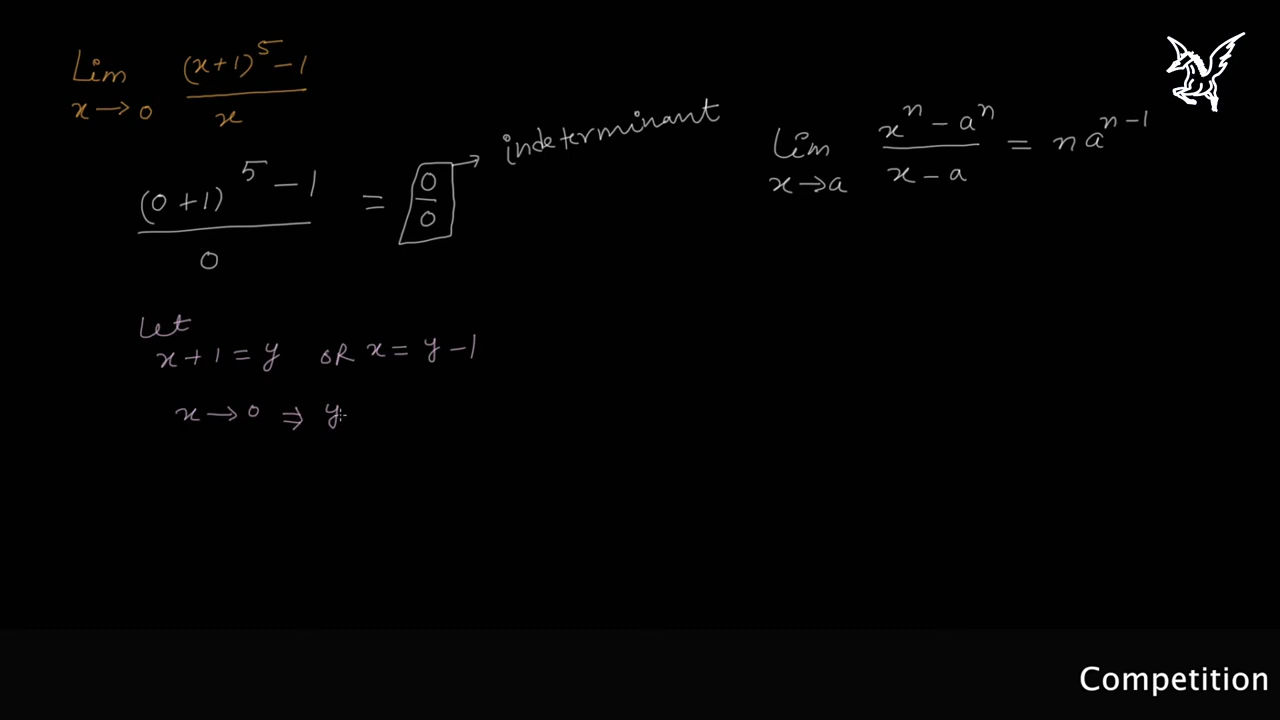 Lim x→0 (x+1)^5 - 1 / x
(0+1)^5 - 1 / 0 = 0/0 → indeterminant
Lim x→a x^n - a^n / x - a = n a^(n-1)
Let
x + 1 = y OR x = y - 1
x → 0 ⇒ y
Competition